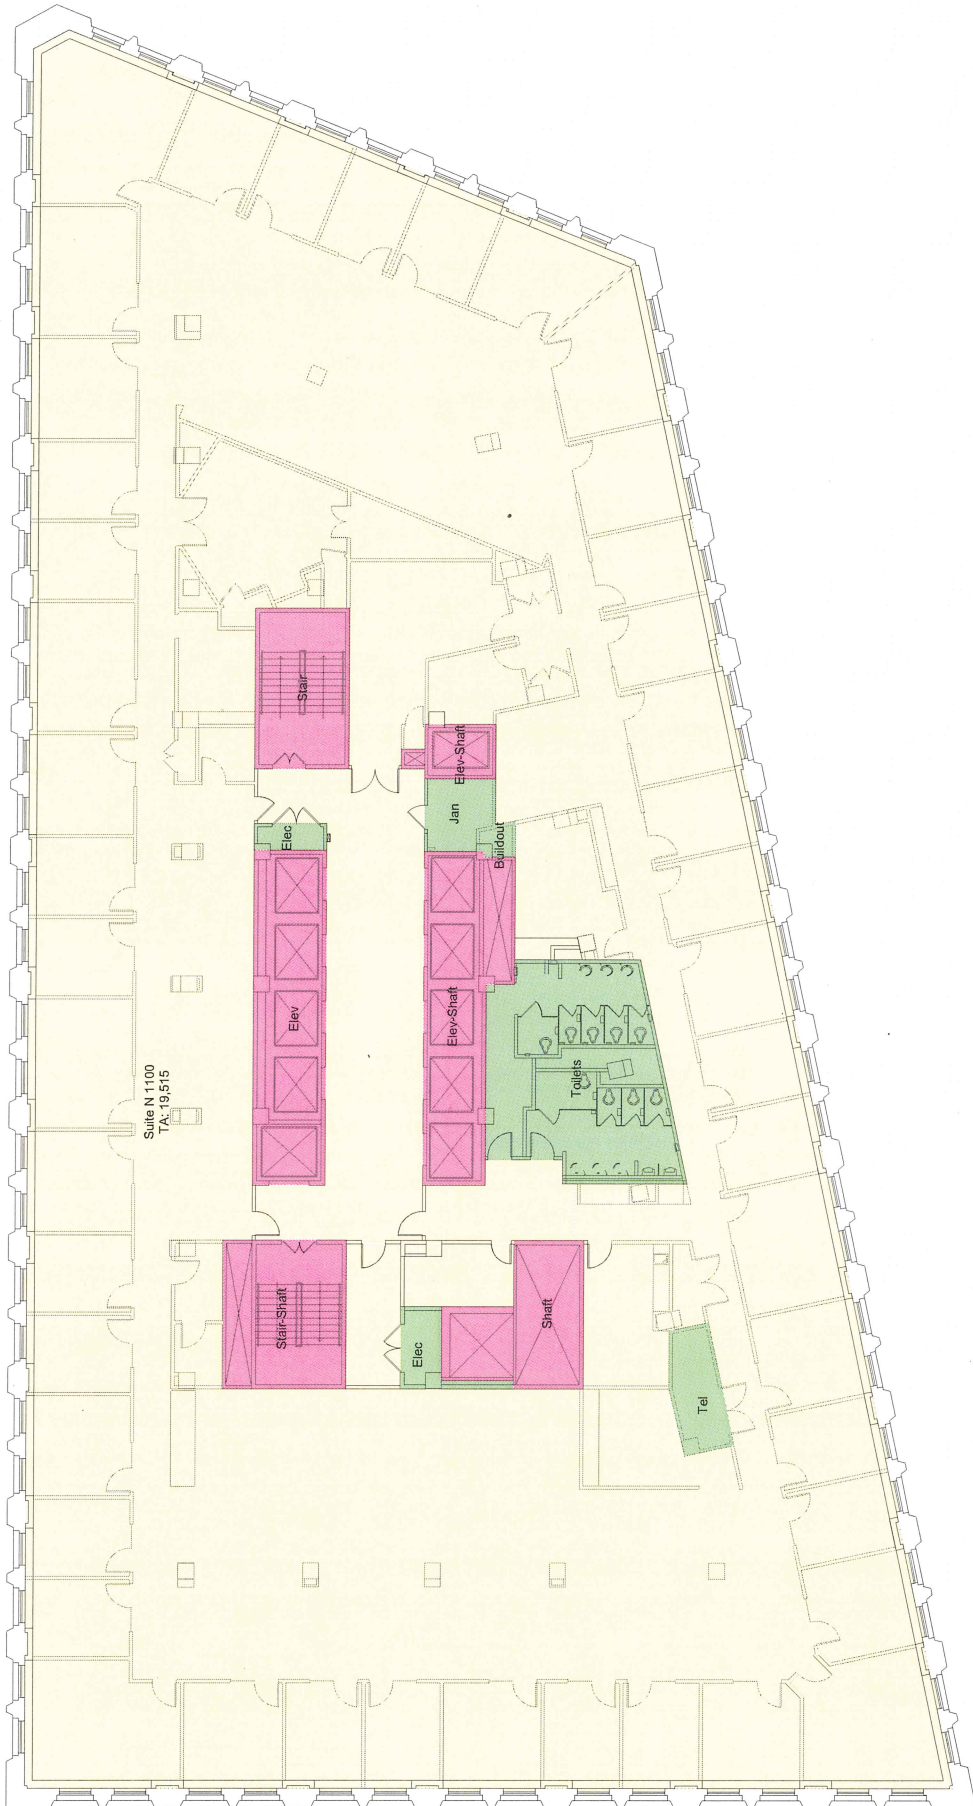 Stair
Elev-Shaft
Jan
Elec
Buildout
Elev
Elev-Shaft
Suite N 1100
TA: 19,515
Toilets
Stair-Shaft
Shaft
Elec
Tel